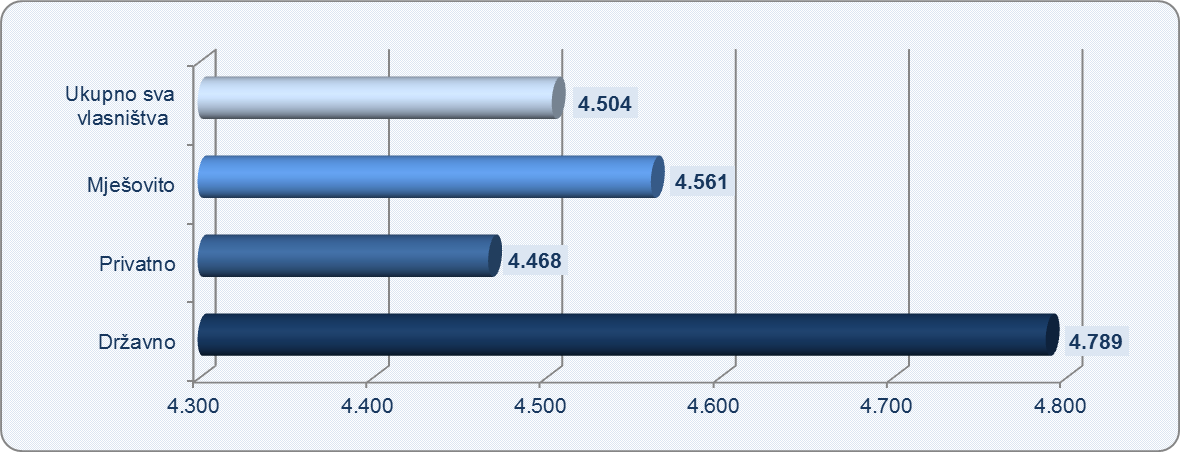 Ukupno sva
vlasništva
4.504
Mješovito
4.561
Privatno
4.468
Državno
4.789
4.300 4.400 4.500 4.600 4.700 4.800